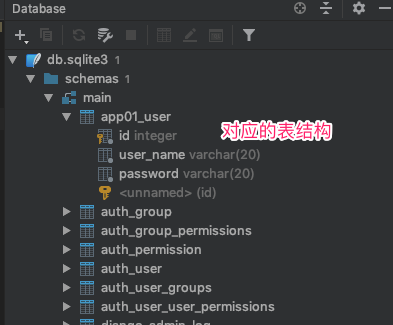 Database
db.sqlite3 1
schemas 1
main
app01_user
id integer
对应的表结构
user_name varchar(20)
password varchar(20)
<unnamed> (id)
auth_group
auth_group_permissions
auth_permission
auth_user
auth_user_groups
auth_user_user_permissions
django_admin_log